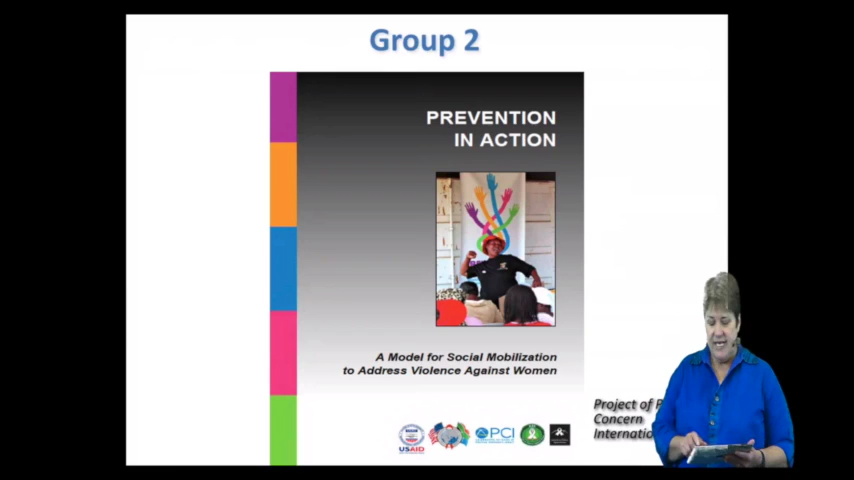 Group 2
PREVENTION
IN ACTION
A Model for Social Mobilization
to Address Violence Against Women
USAID
PCI
Project of
Concern